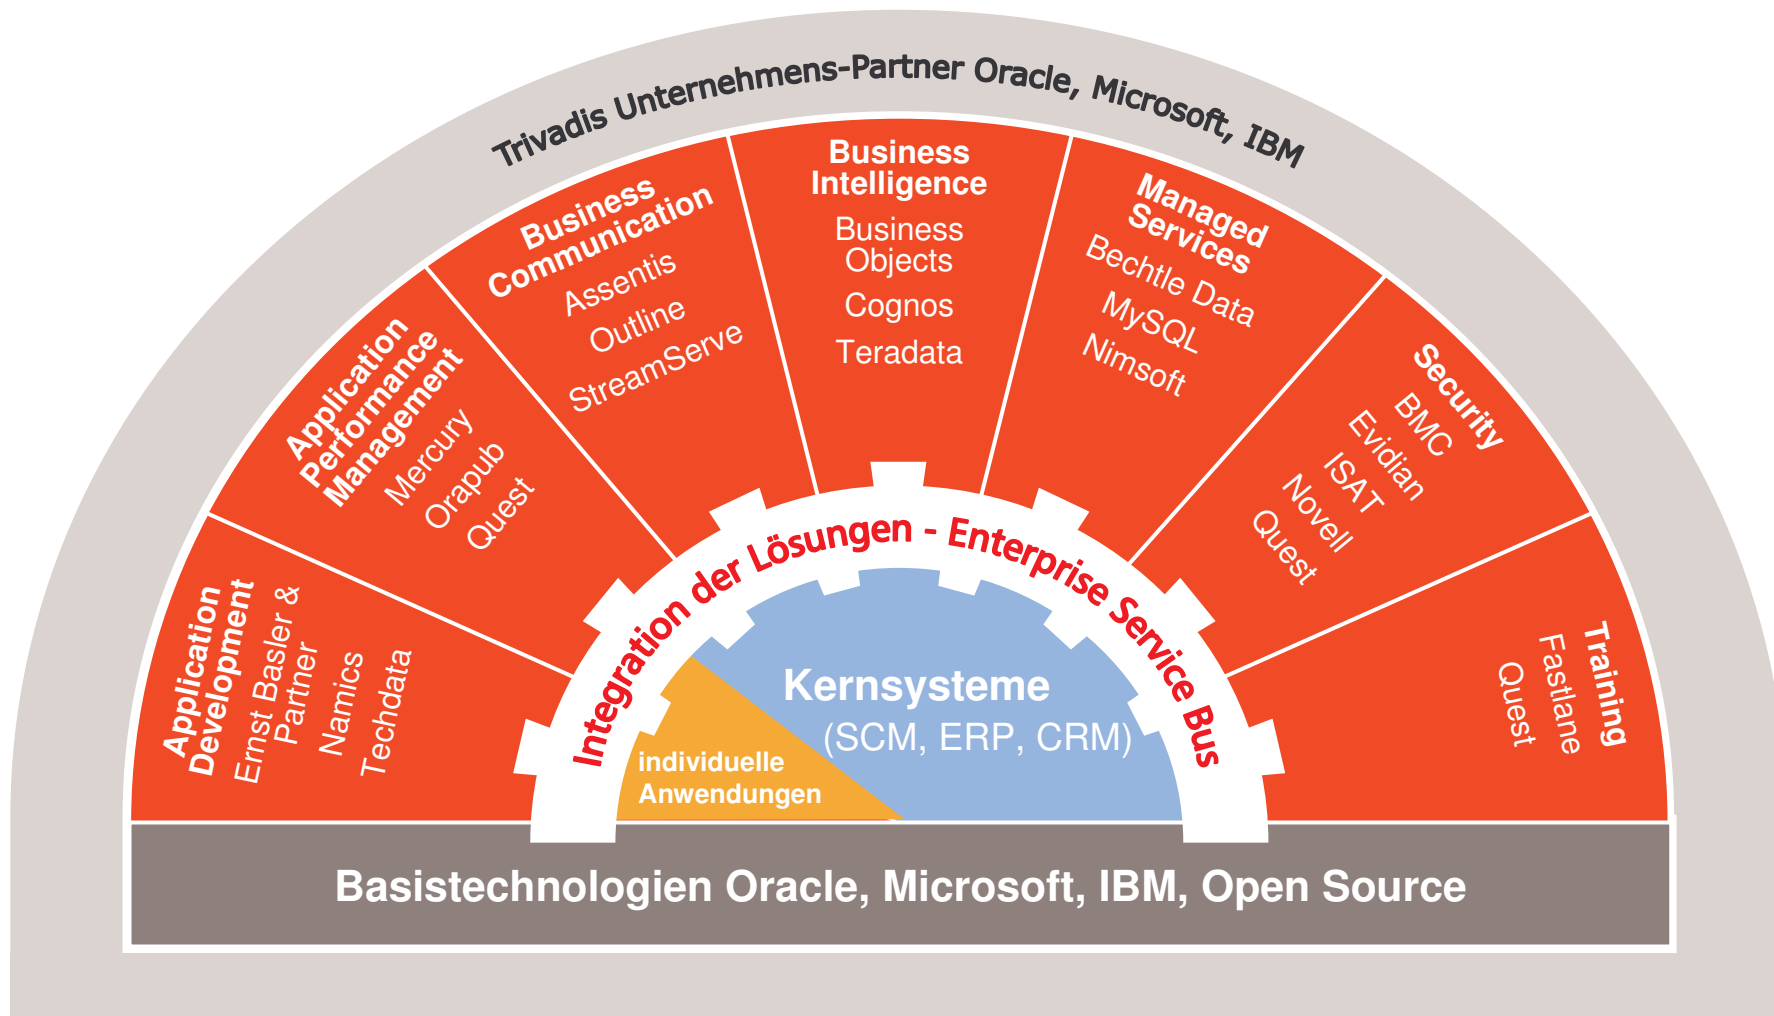 Trivadis Unternehmens-Partner Oracle, Microsoft, IBM
Application
Development
Ernst Basler &
Partner
Namics
Techdata
Application
Performance
Management
Mercury
Orapub
Quest
Business
Communication
Assentis
Outline
StreamServe
Business
Intelligence
Business
Objects
Cognos
Teradata
Managed
Services
Bechtle Data
MySQL
Nimsoft
Security
BMC
Evidian
ISAT
Novell
Quest
Training
Fastlane
Quest
Integration der Lösungen - Enterprise Service Bus
Kernsysteme
(SCM, ERP, CRM)
individuelle
Anwendungen
Basistechnologien Oracle, Microsoft, IBM, Open Source